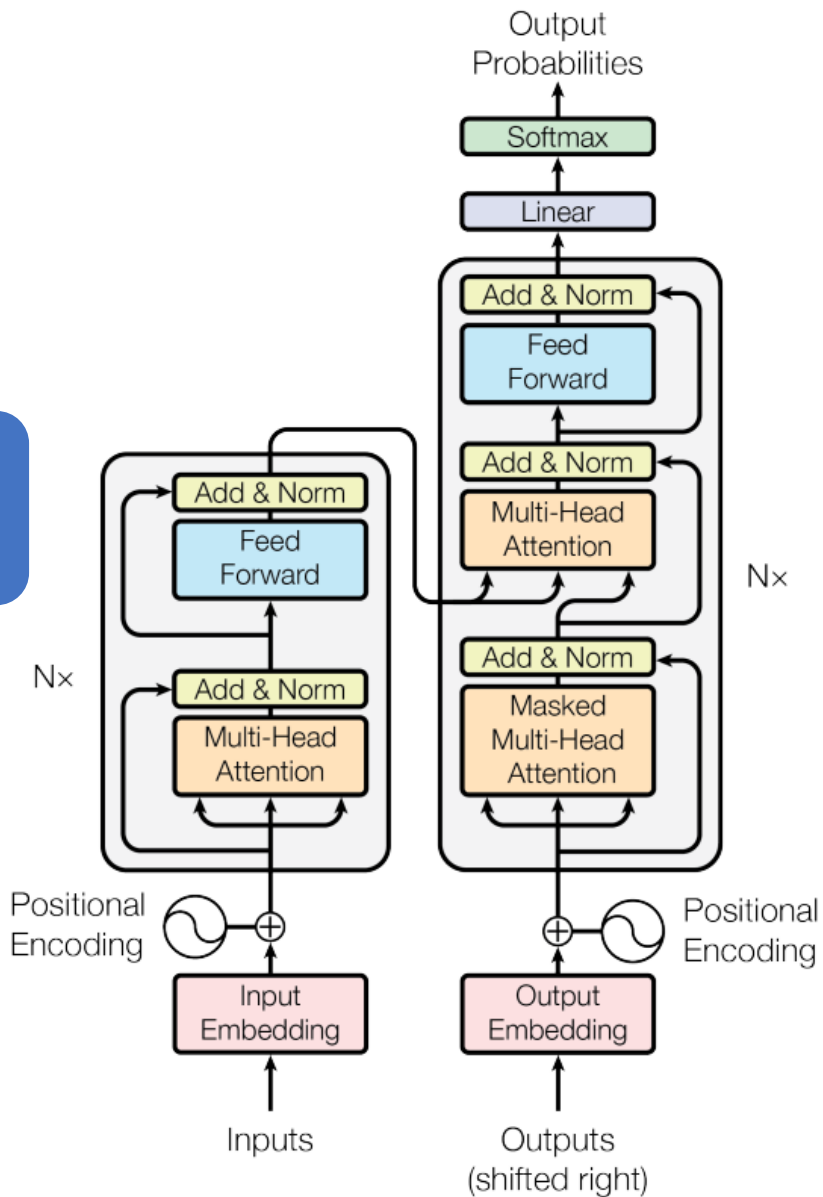 Output
Probabilities
Softmax
Linear
Add & Norm
Feed
Forward
Add & Norm
Multi-Head
Attention
Nx
Add & Norm
Masked
Multi-Head
Attention
Add & Norm
Feed
Forward
Nx
Add & Norm
Multi-Head
Attention
Positional
Encoding
Positional
Encoding
Input
Embedding
Output
Embedding
Inputs
Outputs
(shifted right)